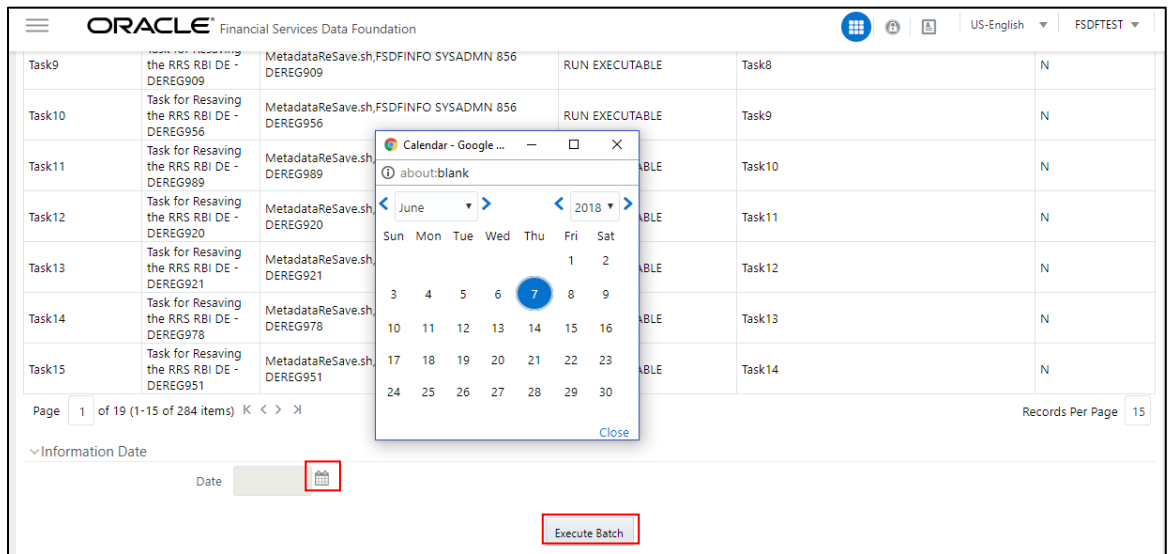 ORACLE® Financial Services Data Foundation
US-English ▼
FSDFTEST ▼
Task9
the RRS RBI DE -
DEREG909
MetadataReSave.sh,FSDFINFO SYSADMN 856
DEREG909
RUN EXECUTABLE
Task8
N
Task10
Task for Resaving
the RRS RBI DE -
DEREG956
MetadataReSave.sh,FSDFINFO SYSADMN 856
DEREG956
RUN EXECUTABLE
Task9
N
Task11
Task for Resaving
the RRS RBI DE -
DEREG989
MetadataReSave.sh,
DEREG989
ABLE
Task10
N
Task12
Task for Resaving
the RRS RBI DE -
DEREG920
MetadataReSave.sh,
DEREG920
ABLE
Task11
N
Task13
Task for Resaving
the RRS RBI DE -
DEREG921
MetadataReSave.sh,
DEREG921
ABLE
Task12
N
Task14
Task for Resaving
the RRS RBI DE -
DEREG978
MetadataReSave.sh,
DEREG978
ABLE
Task13
N
Task15
Task for Resaving
the RRS RBI DE -
DEREG951
MetadataReSave.sh,
DEREG951
ABLE
Task14
N
Calendar - Google ...
about:blank
June
2018
Sun Mon Tue Wed Thu Fri Sat
1 2
3 4 5 6 7 8 9
10 11 12 13 14 15 16
17 18 19 20 21 22 23
24 25 26 27 28 29 30
Close
Page 1 of 19 (1-15 of 284 items)
Records Per Page 15
Information Date
Date
Execute Batch